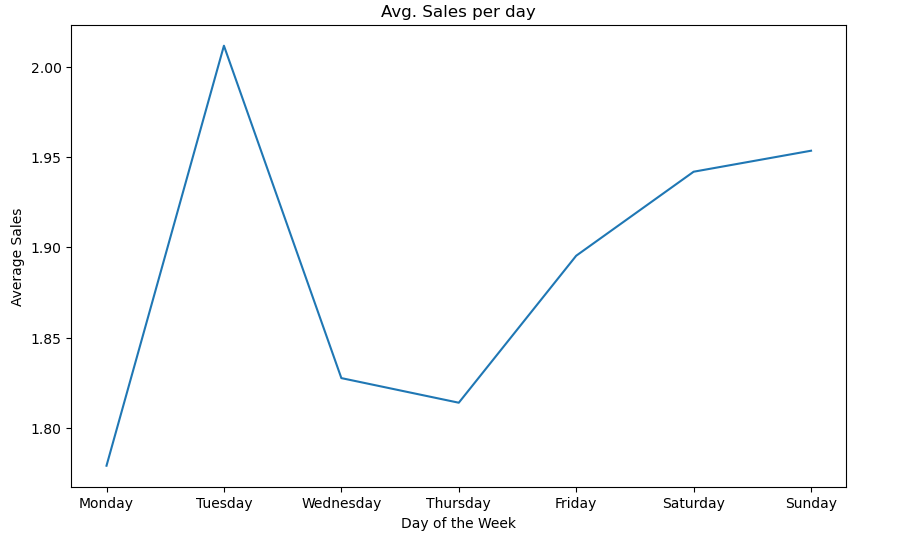 Avg. Sales per day
Average Sales
2.00
1.95
1.90
1.85
1.80
Monday Tuesday Wednesday Thursday Friday Saturday Sunday
Day of the Week